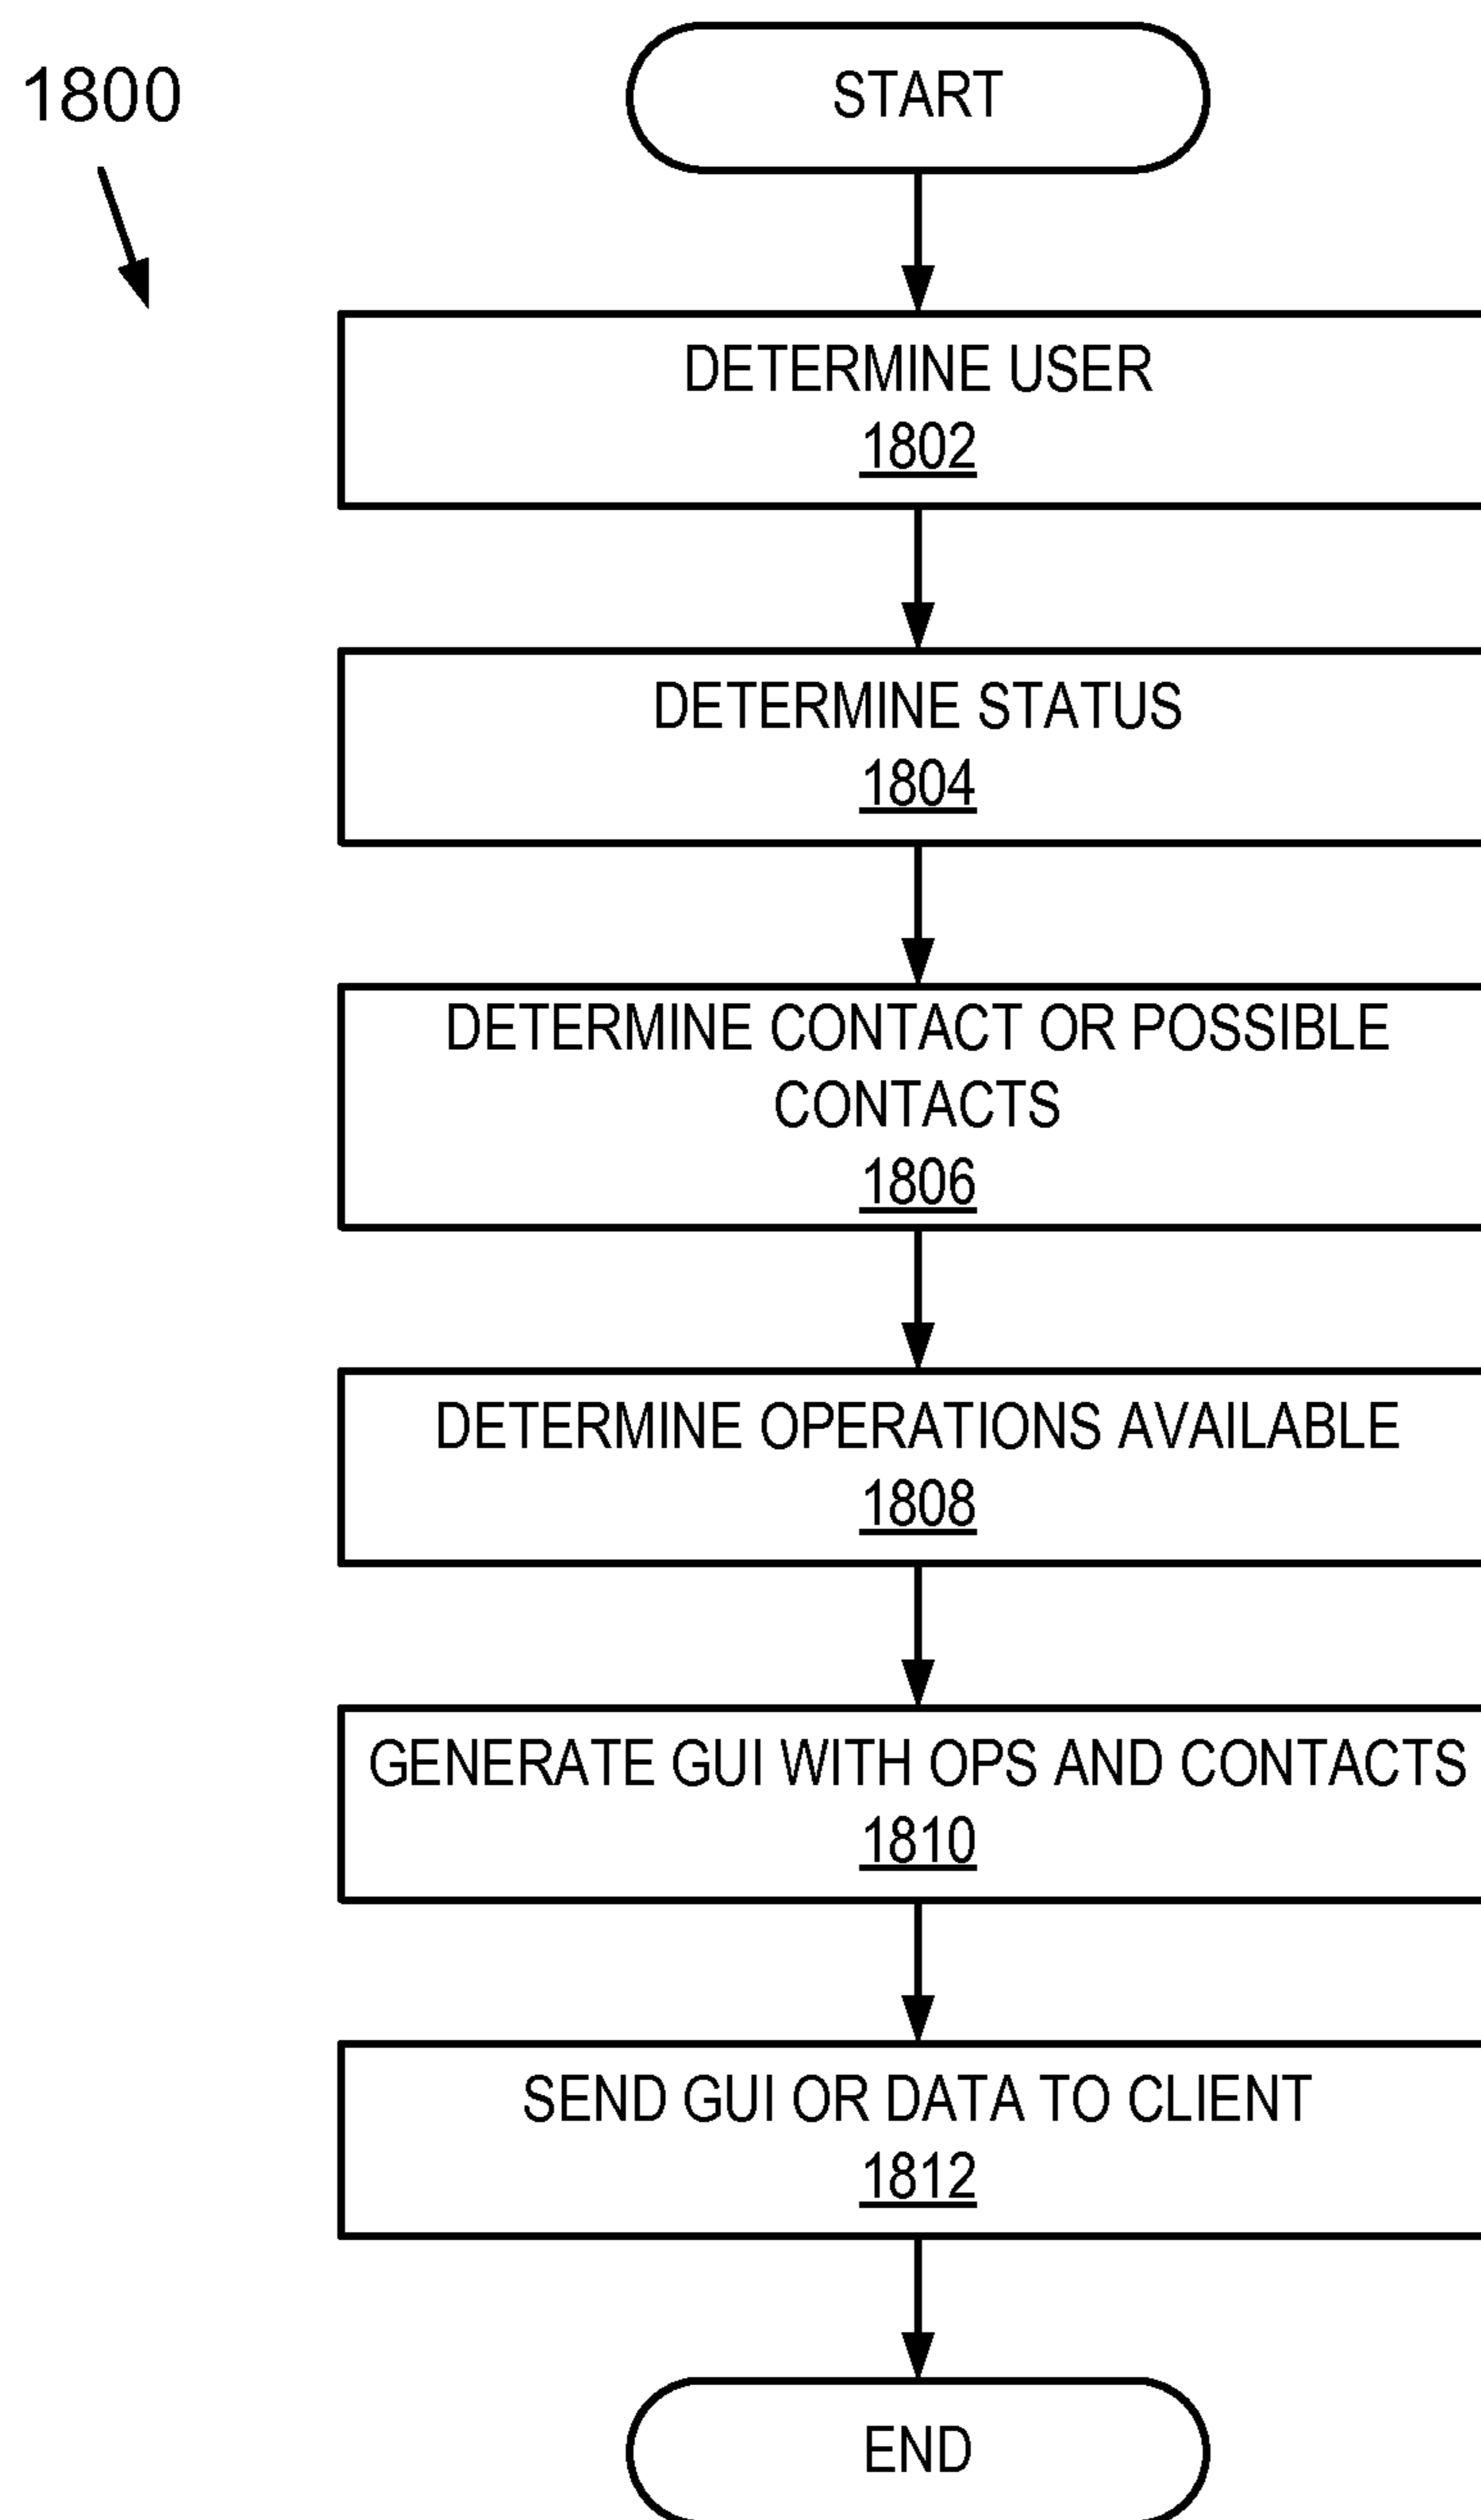 1800
START
DETERMINE USER
1802
DETERMINE STATUS
1804
DETERMINE CONTACT OR POSSIBLE
CONTACTS
1806
DETERMINE OPERATIONS AVAILABLE
1808
GENERATE GUI WITH OPS AND CONTACTS
1810
SEND GUI OR DATA TO CLIENT
1812
END